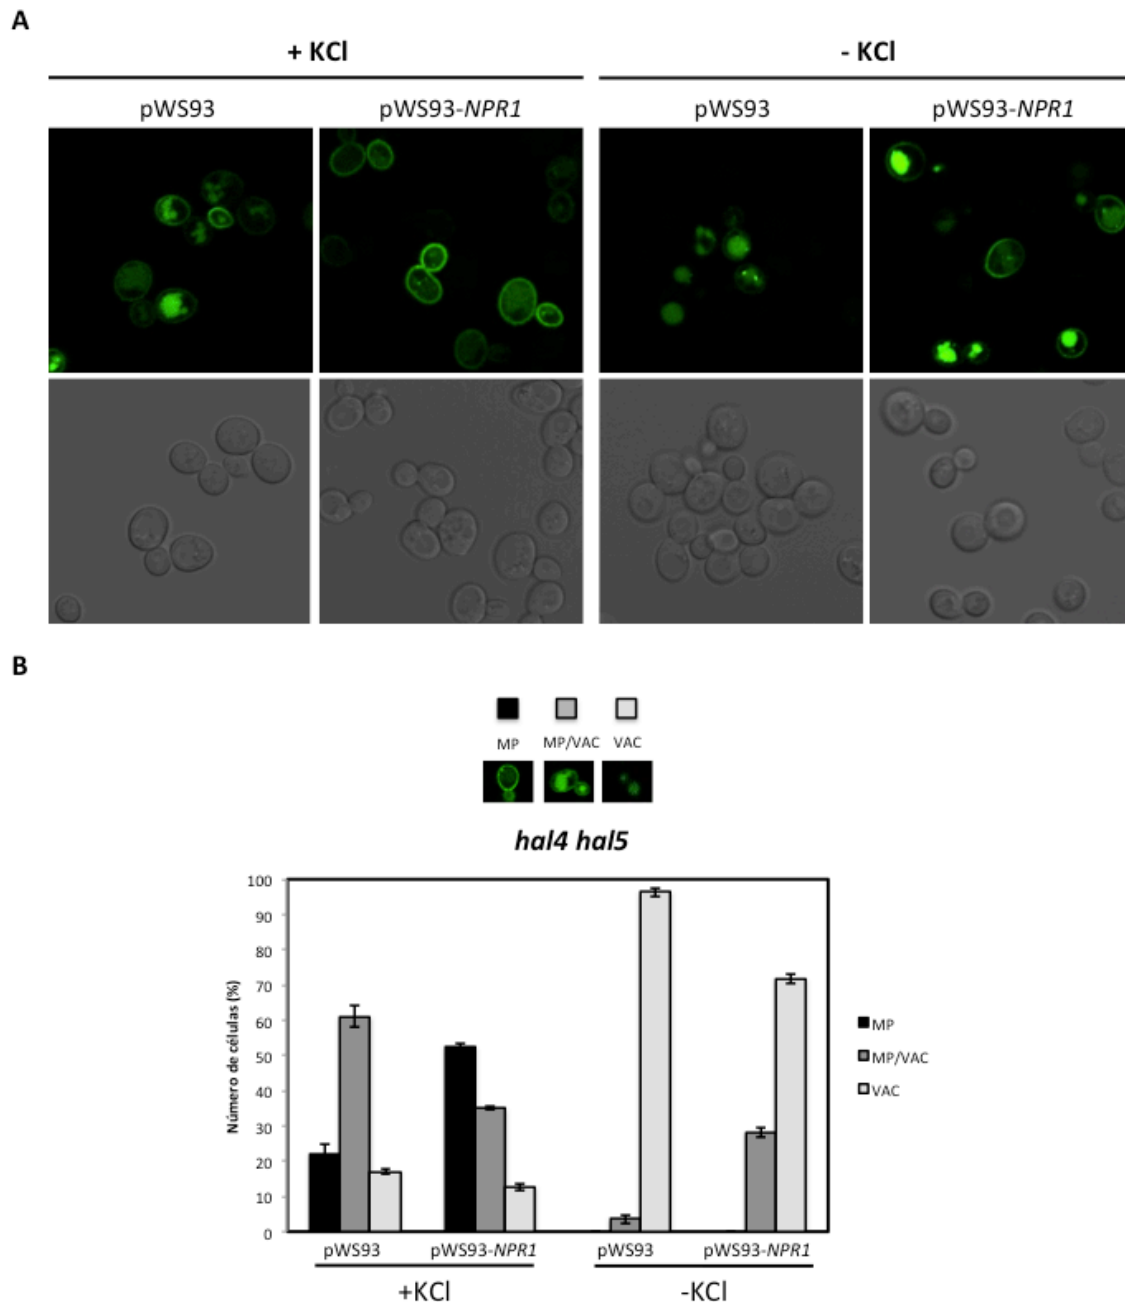 A
+ KCl
- KCl
pWS93
pWS93-NPR1
pWS93
pWS93-NPR1
B
MP MP/VAC VAC
hal4 hal5
Número de células (%)
100
90
80
70
60
50
40
30
20
10
0
MP
MP/VAC
VAC
pWS93 pWS93-NPR1 pWS93 pWS93-NPR1
+KCl -KCl